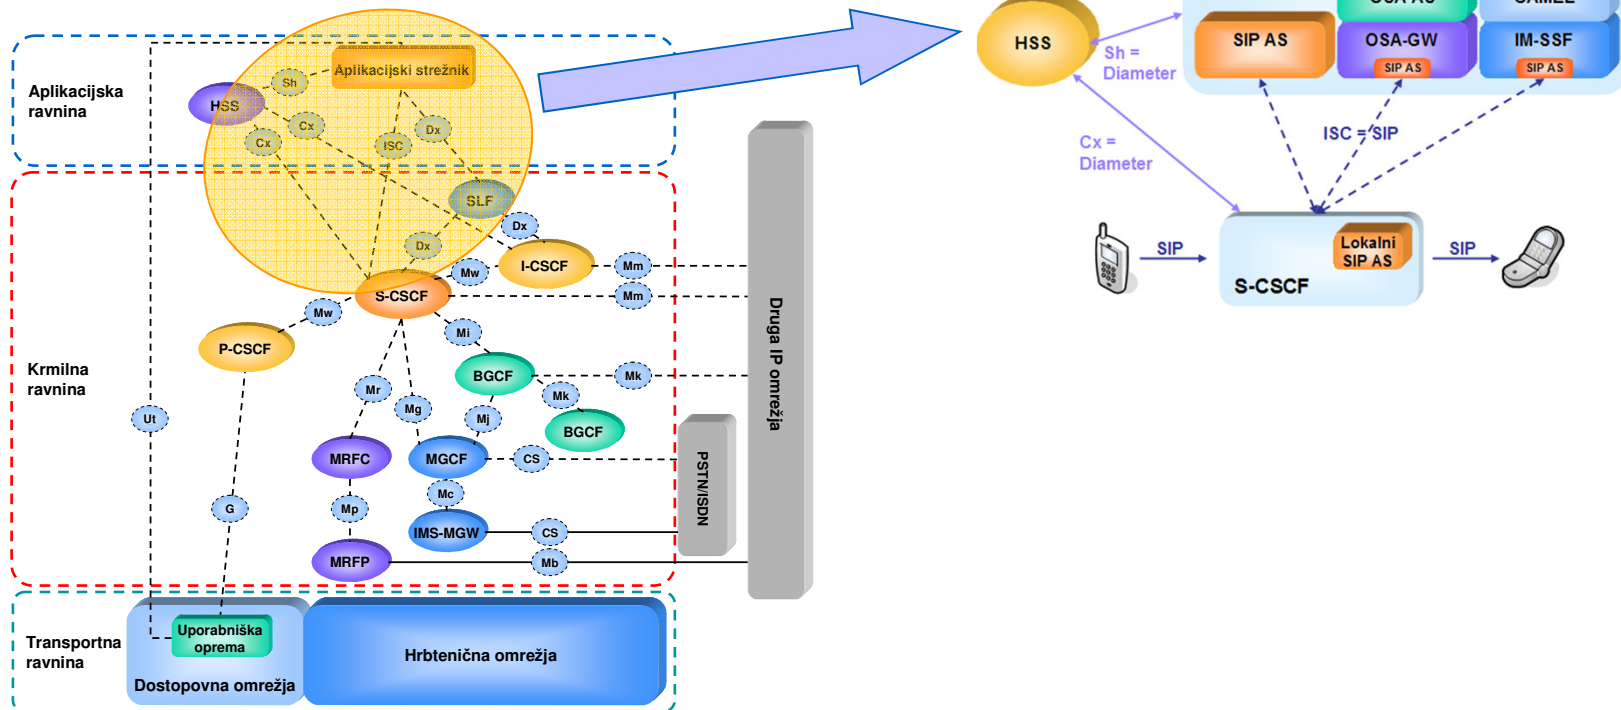 Aplikacijska
ravnina
Aplikacijski strežnik
Sh
HSS
Cx
Cx
ISC
Dx
SLF
Dx
Dx
I-CSCF
Mw
Mm
S-CSCF
Mm
Mw
Mi
P-CSCF
Krmilna
ravnina
BGCF
Mk
Mr
Mk
Mg
Mj
BGCF
Ut
MRFC
MGCF
CS
Mc
G
Mp
IMS-MGW
CS
MRFP
Mb
Druga IP omrežja
PSTN/ISDN
Transportna
ravnina
Uporabniška
oprema
Dostopovna omrežja
Hrbtenična omrežja
HSS
Sh =
Diameter
Cx =
Diameter
OSA AS
CAMEL
SIP AS
OSA-GW
IM-SSF
SIP AS
SIP AS
ISC = SIP
SIP
Lokalni
SIP AS
SIP
S-CSCF